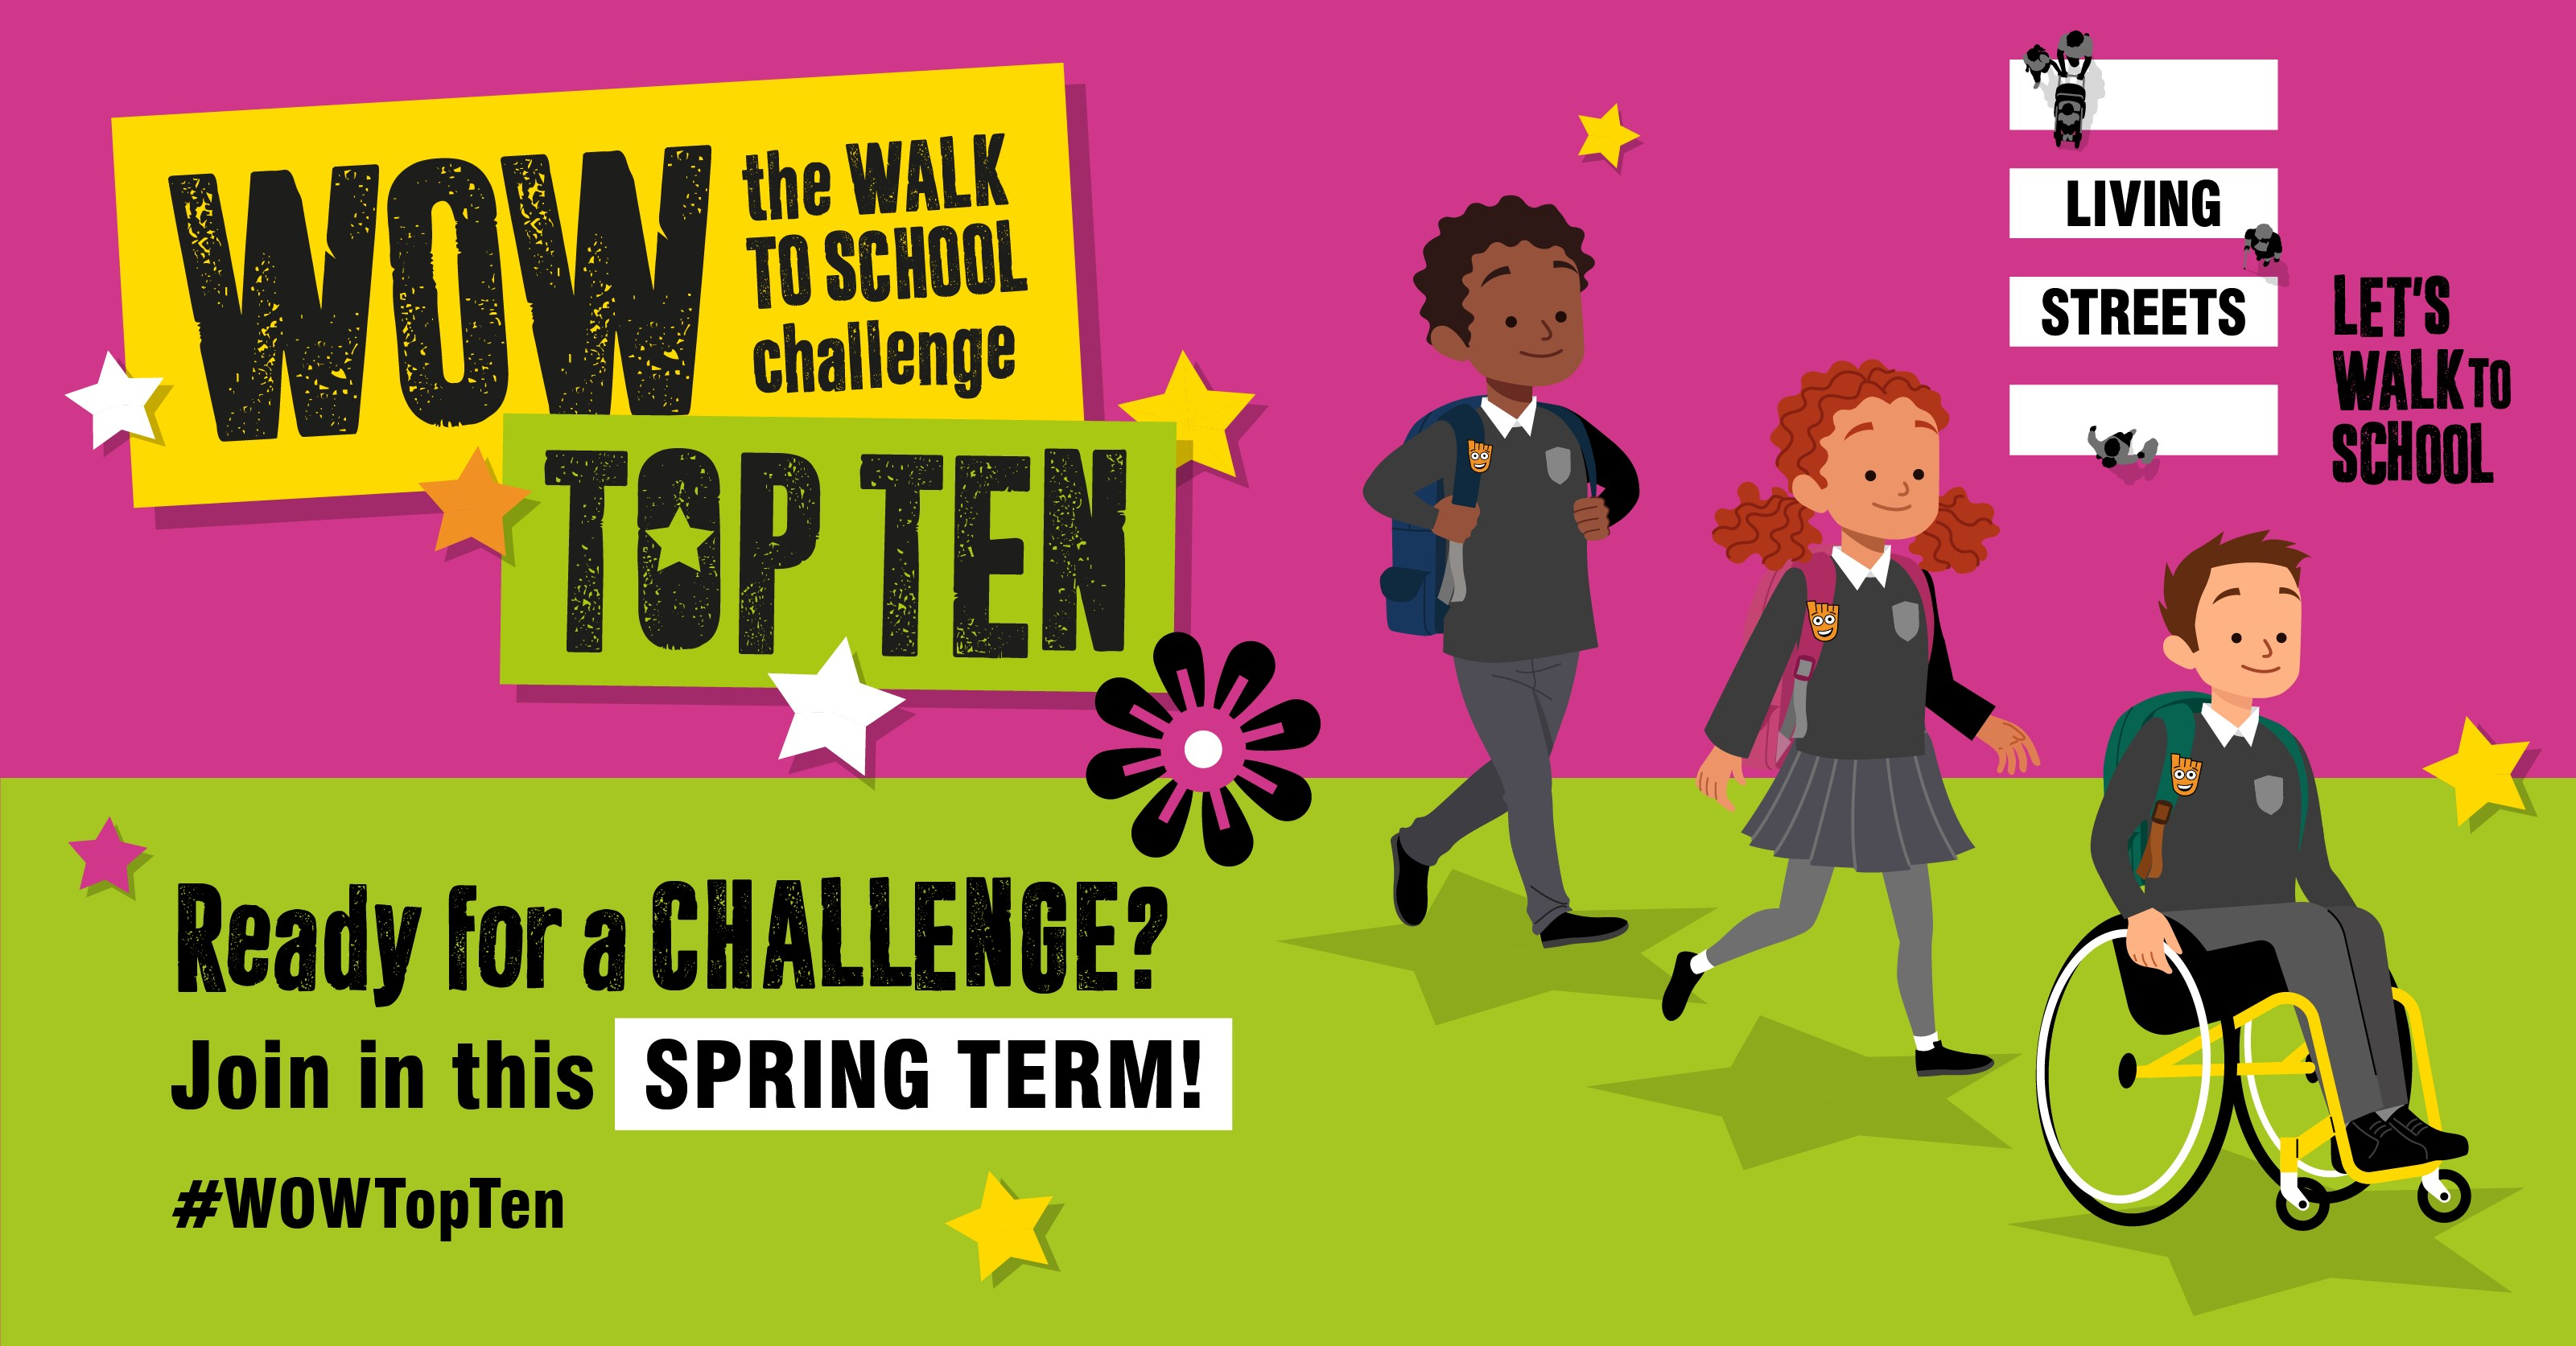 WOW
the WALK
TO SCHOOL
challenge
TOP TEN
LIVING
STREETS
LET'S
WALK TO
SCHOOL
Ready for a CHALLENGE?
Join in this SPRING TERM!
#WOWTopTen